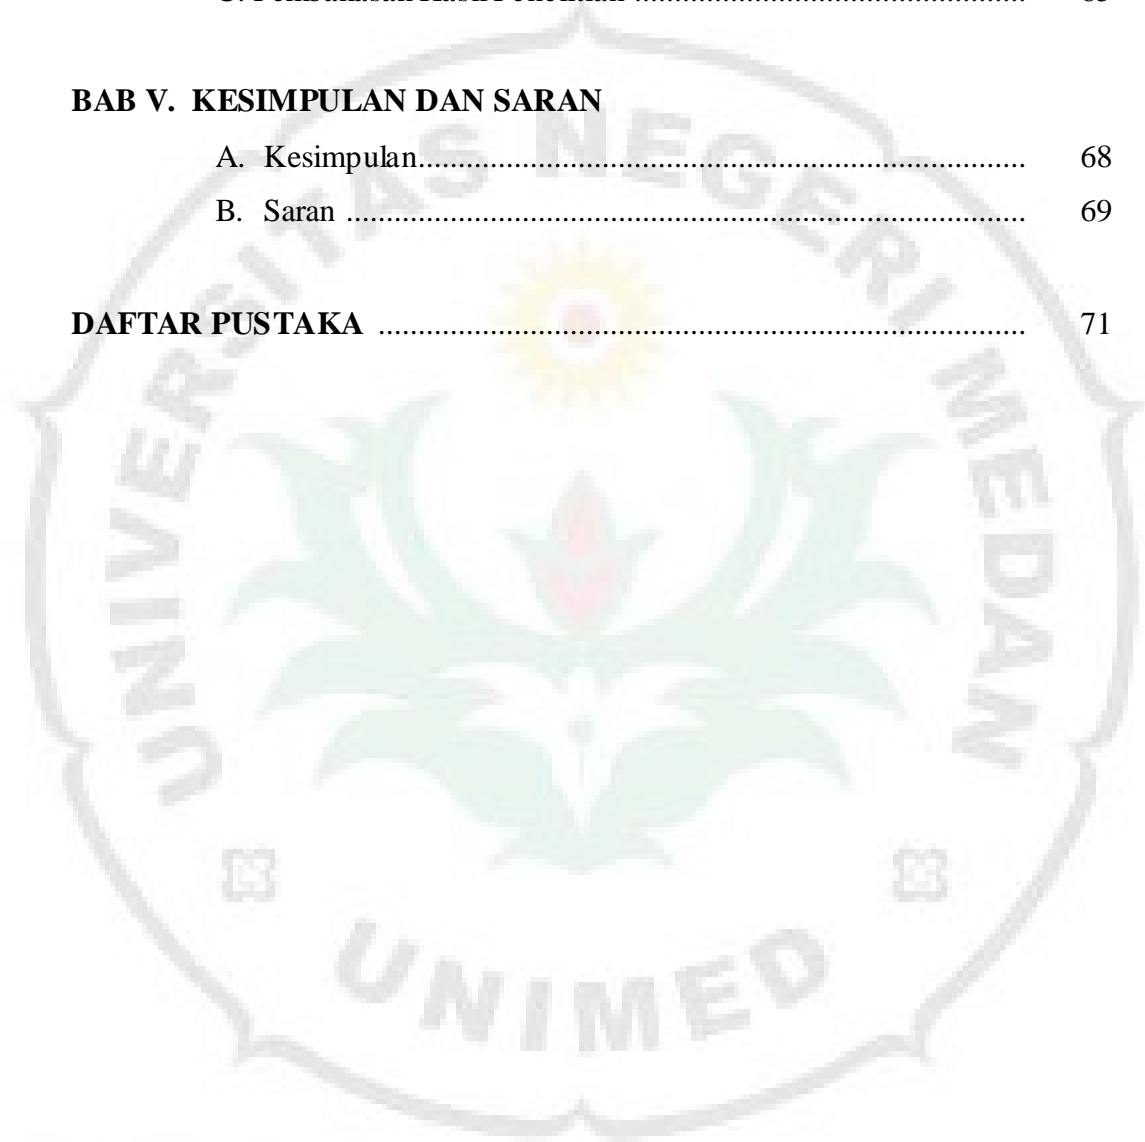 BAB V. KESIMPULAN DAN SARAN
A. Kesimpulan.......................................................................... 68
B. Saran .................................................................................. 69
DAFTAR PUSTAKA ............................................................................... 71
UNIVERSITAS NEGERI MEDAN
UNIMED